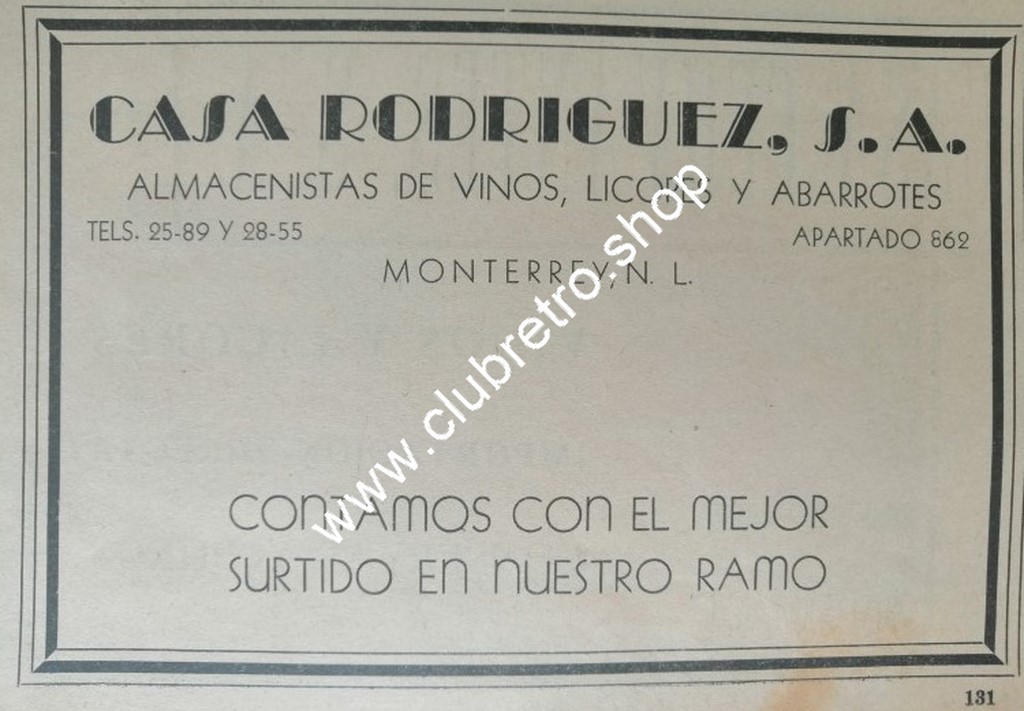 CASA RODRIGUEZ, S. A.
ALMACENISTAS DE VINOS, LICORES Y ABARROTES
TELS. 25-89 Y 28-55
APARTADO 862
MONTERREY, N. L.
www.clubretro.shop
CONTAMOS CON EL MEJOR
SURTIDO EN NUESTRO RAMO
131